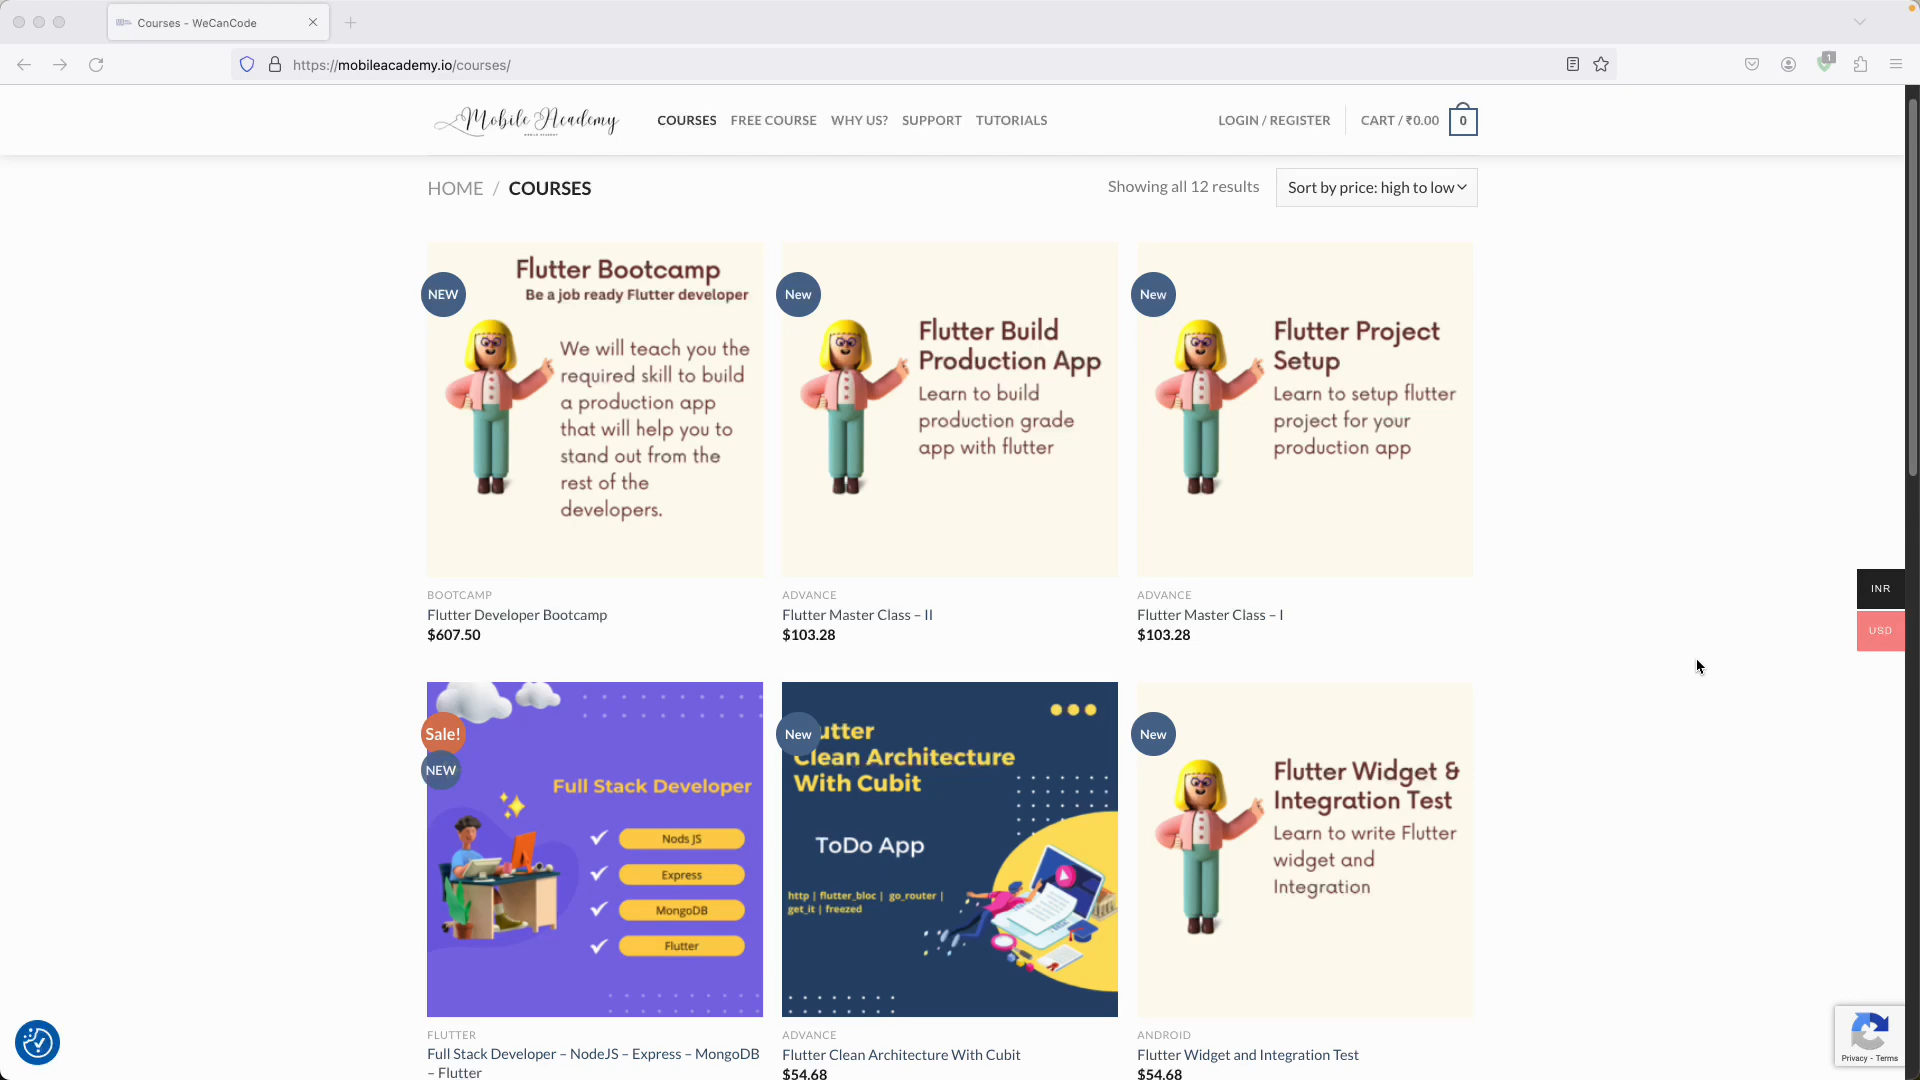 Courses - WeCanCode
https://mobileacademy.io/courses/
1
Mobile Academy
MOBILE ACADEMY
COURSES FREE COURSE WHY US? SUPPORT TUTORIALS
LOGIN / REGISTER CART / ₹0.00 0
HOME / COURSES
Showing all 12 results Sort by price: high to low
NEW
Flutter Bootcamp
Be a job ready Flutter developer
We will teach you the
required skill to build
a production app
that will help you to
stand out from the
rest of the
developers.
BOOTCAMP
Flutter Developer Bootcamp
$607.50
New
Flutter Build
Production App
Learn to build
production grade
app with flutter
ADVANCE
Flutter Master Class – II
$103.28
New
Flutter Project
Setup
Learn to setup flutter
project for your
production app
ADVANCE
Flutter Master Class – I
$103.28
INR
USD
Sale!
NEW
Full Stack Developer
Nods JS
Express
MongoDB
Flutter
FLUTTER
Full Stack Developer – NodeJS – Express – MongoDB
– Flutter
New
utter
Clean Architecture
With Cubit
ToDo App
http | flutter_bloc | go_router |
get_it | freezed
ADVANCE
Flutter Clean Architecture With Cubit
$54.68
New
Flutter Widget &
Integration Test
Learn to write Flutter
widget and
Integration
ANDROID
Flutter Widget and Integration Test
$54.68
Privacy - Terms